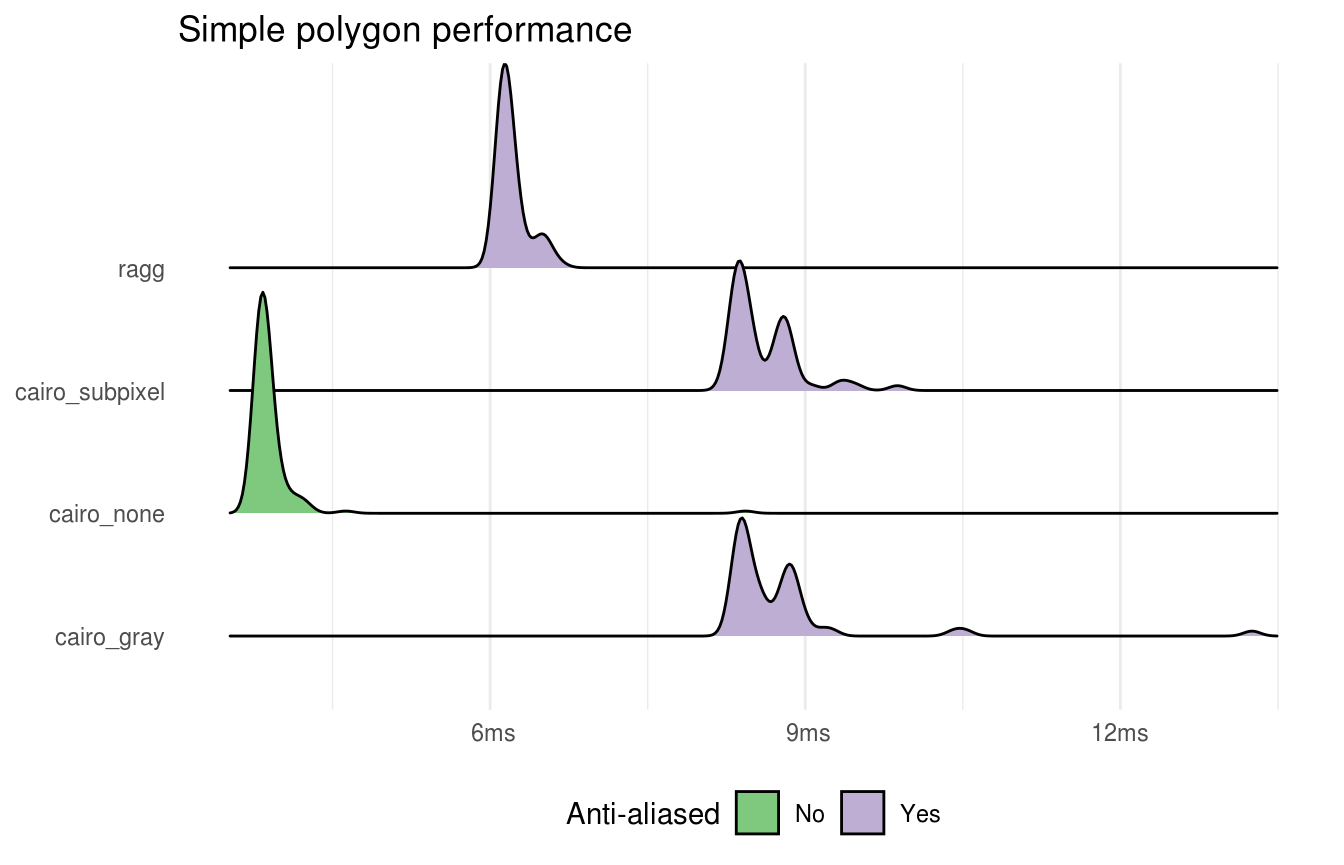 Simple polygon performance
ragg
cairo_subpixel
cairo_none
cairo_gray
6ms 9ms 12ms
Anti-aliased No Yes